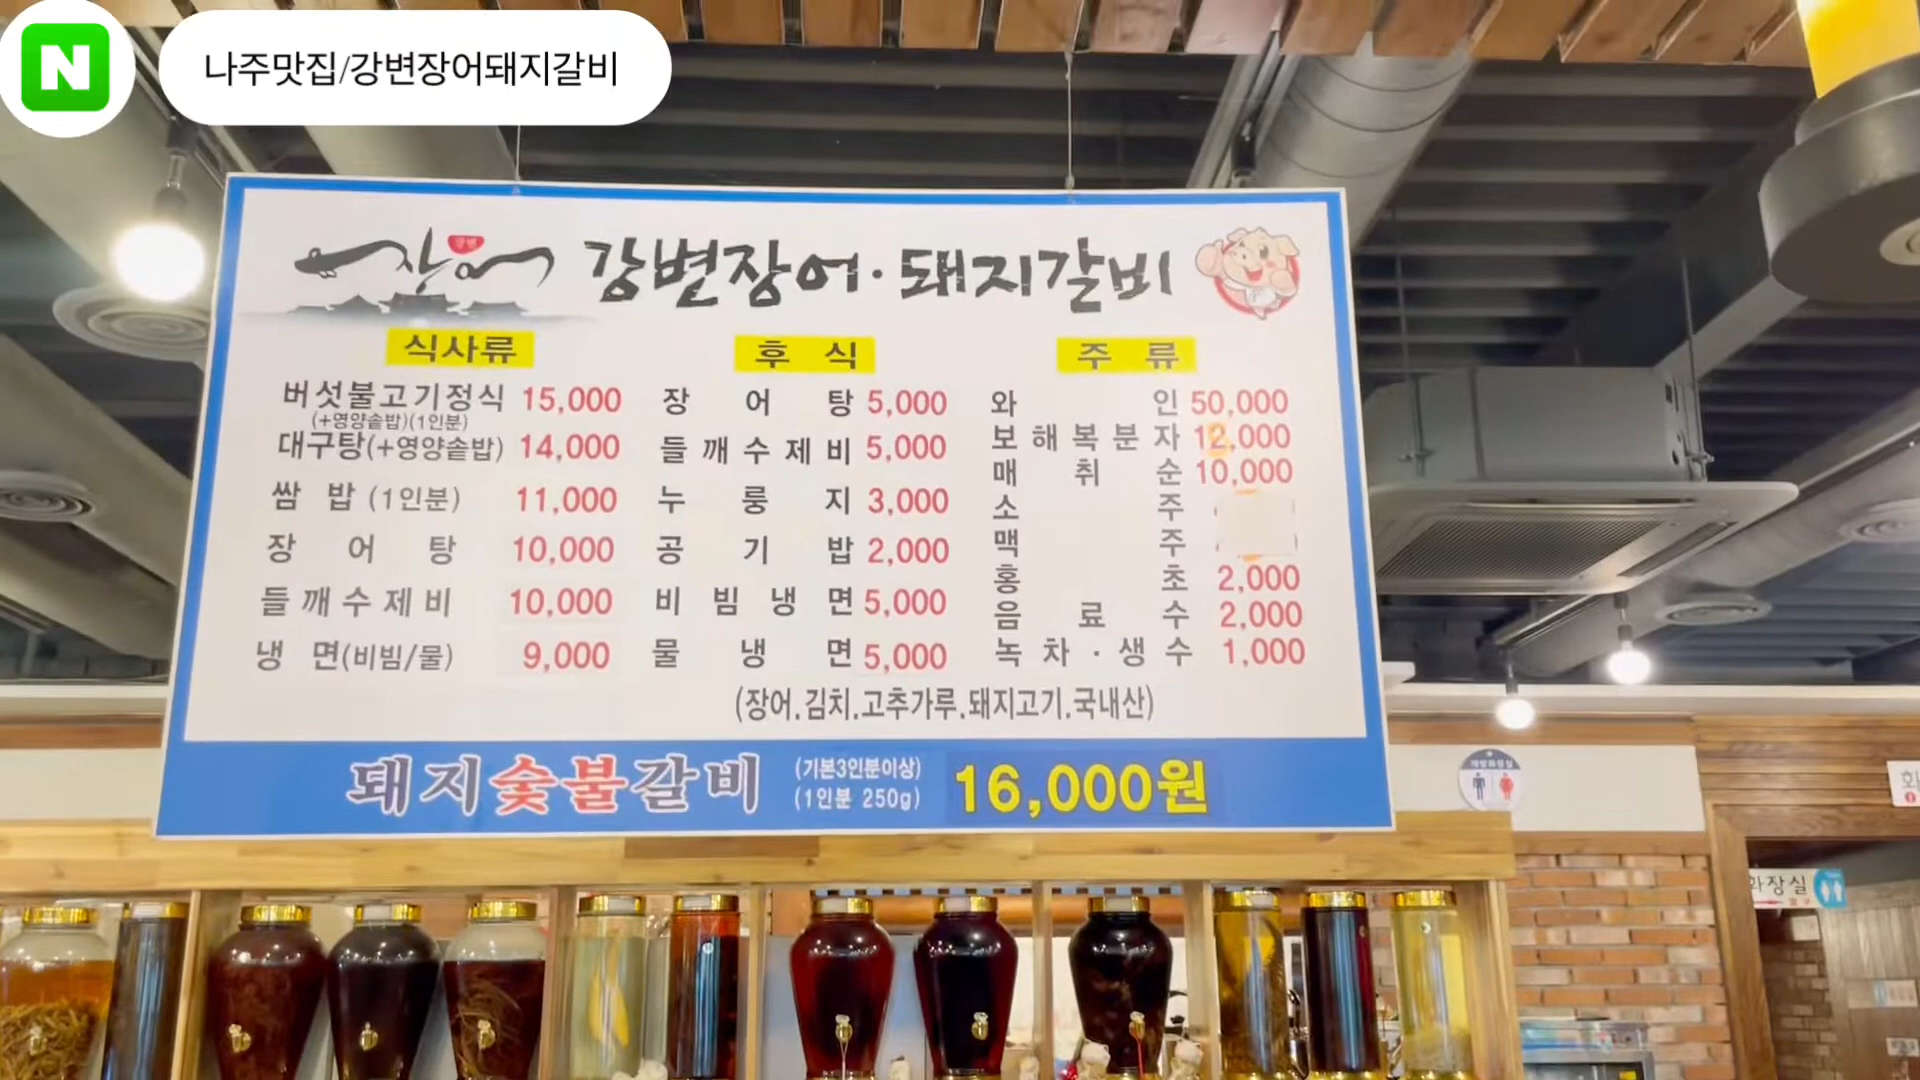 N
나주맛집/강변장어돼지갈비
장어
강변
강변장어·돼지갈비
식사류
버섯불고기정식 15,000
(+영양솥밥)(1인분)
대구탕(+영양솥밥) 14,000
쌈 밥 (1인분) 11,000
장 어 탕 10,000
들깨수제비 10,000
냉 면(비빔/물) 9,000
후 식
장 어 탕 5,000
들깨수제비 5,000
누 룽 지 3,000
공 기 밥 2,000
비 빔 냉 면 5,000
물 냉 면 5,000
주 류
와 인 50,000
보해복분자 12,000
매 취 순 10,000
소 주
맥 주
홍 초 2,000
음 료 수 2,000
녹차·생수 1,000
(장어.김치.고추가루.돼지고기.국내산)
돼지숯불갈비 (기본3인분이상) 16,000원
(1인분 250g)
화장실